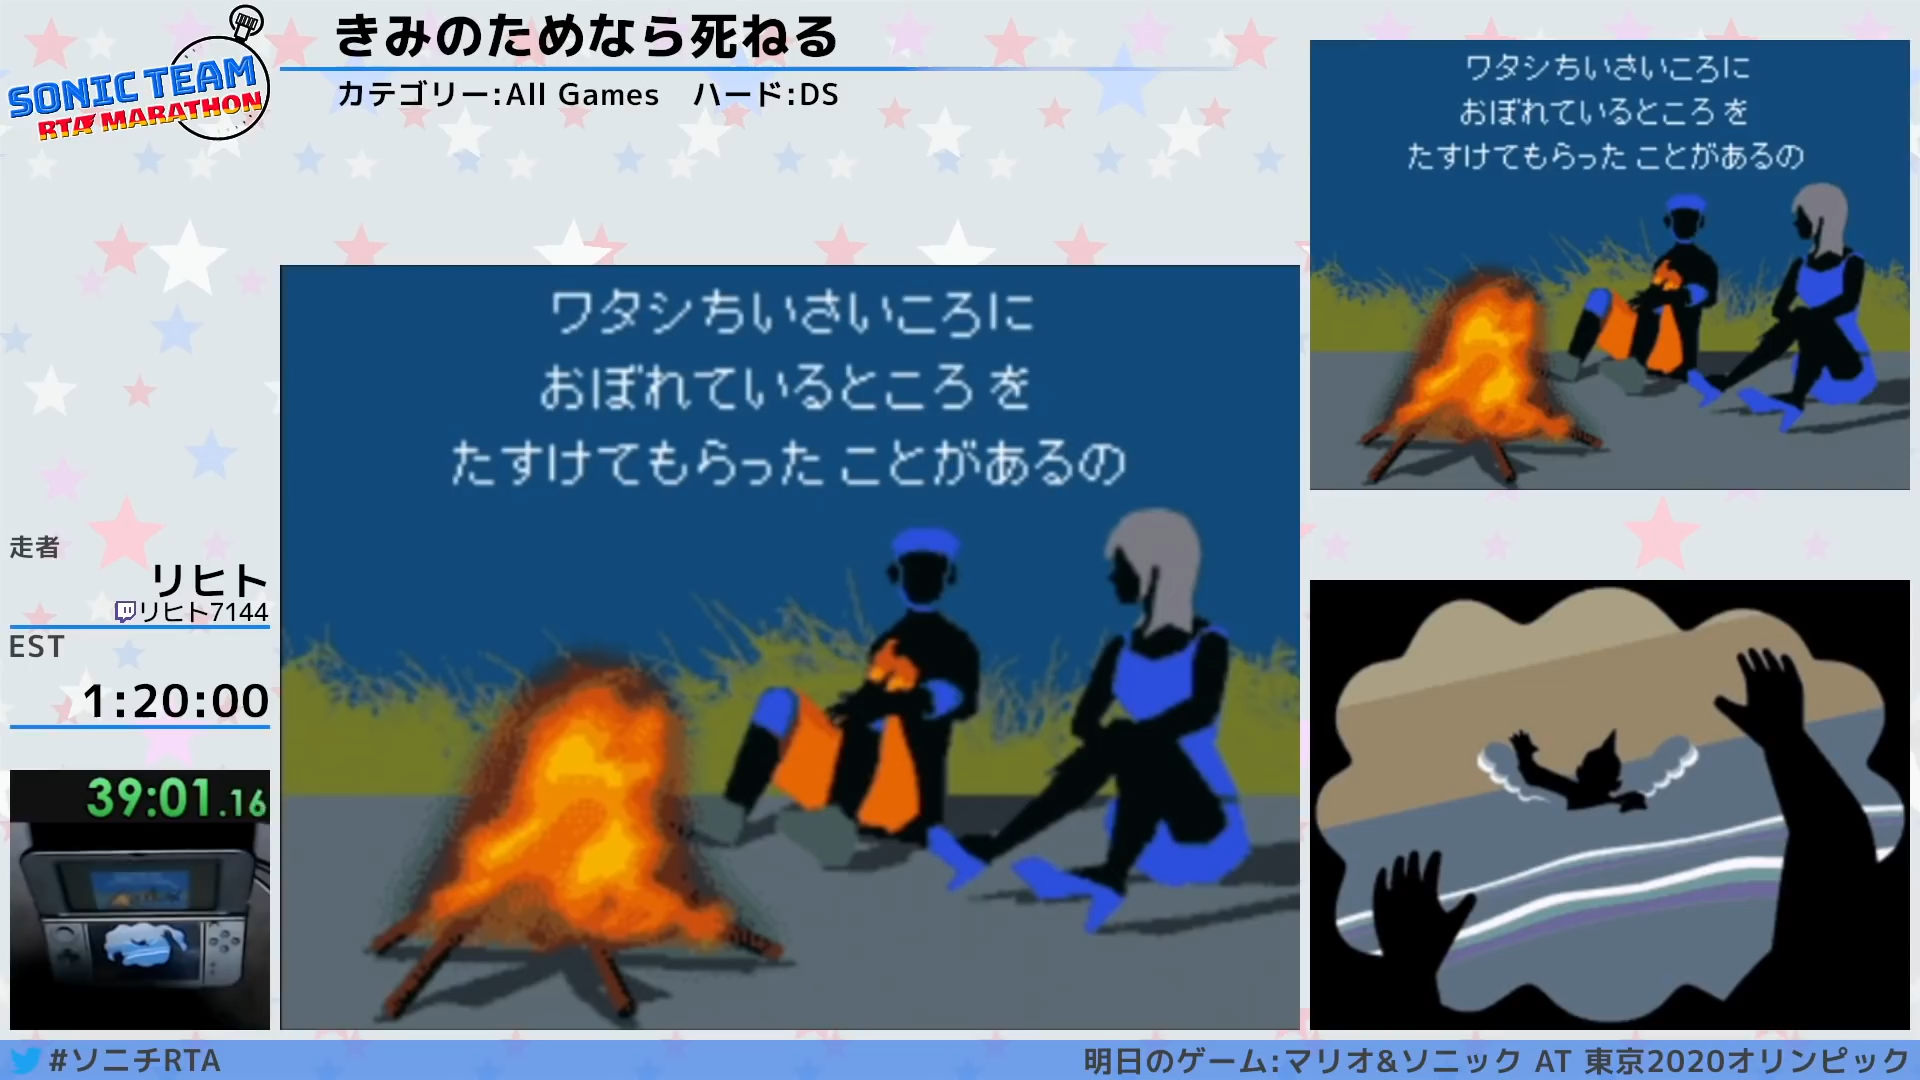 SONIC TEAM
RTA MARATHON
きみのためなら死ねる
カテゴリー:All Games ハード:DS
ワタシちいさいころに
おぼれているところ を
たすけてもらった ことがあるの
ワタシちいさいころに
おぼれているところ を
たすけてもらった ことがあるの
走者
リヒト
リヒト7144
EST
1:20:00
39:01.16
#ソニチRTA
明日のゲーム:マリオ&ソニック AT 東京2020オリンピック